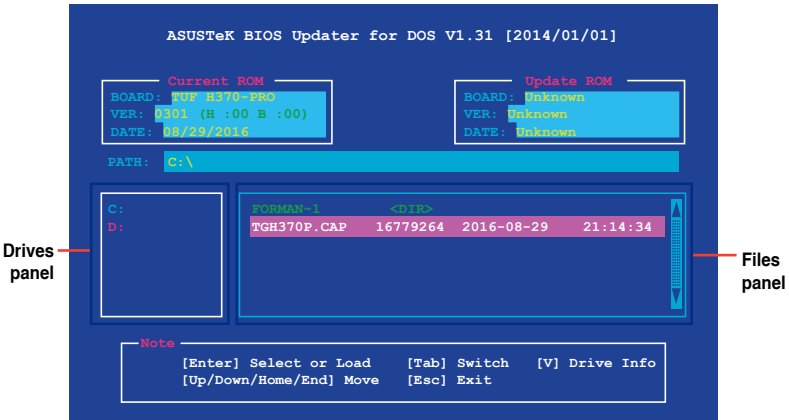 ASUSTeK BIOS Updater for DOS V1.31 [2014/01/01]
Current ROM
BOARD: TUF H370-PRO
VER: 0301 (H :00 B :00)
DATE: 08/29/2016
Update ROM
BOARD: Unknown
VER: Unknown
DATE: Unknown
PATH: C:\
C:
D:
FORMAN~1 <DIR>
TGH370P.CAP 16779264 2016-08-29 21:14:34
Drives
panel
Files
panel
Note
[Enter] Select or Load [Tab] Switch [V] Drive Info
[Up/Down/Home/End] Move [Esc] Exit